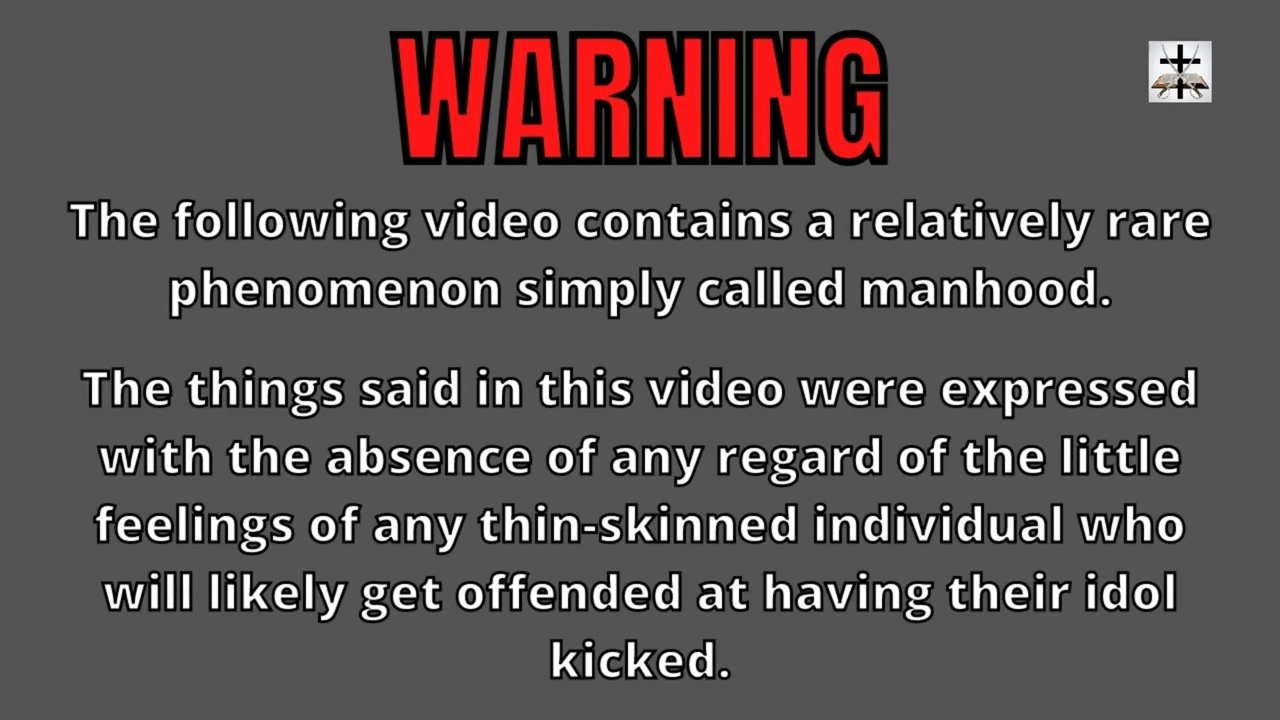 WARNING
The following video contains a relatively rare
phenomenon simply called manhood.
The things said in this video were expressed
with the absence of any regard of the little
feelings of any thin-skinned individual who
will likely get offended at having their idol
kicked.